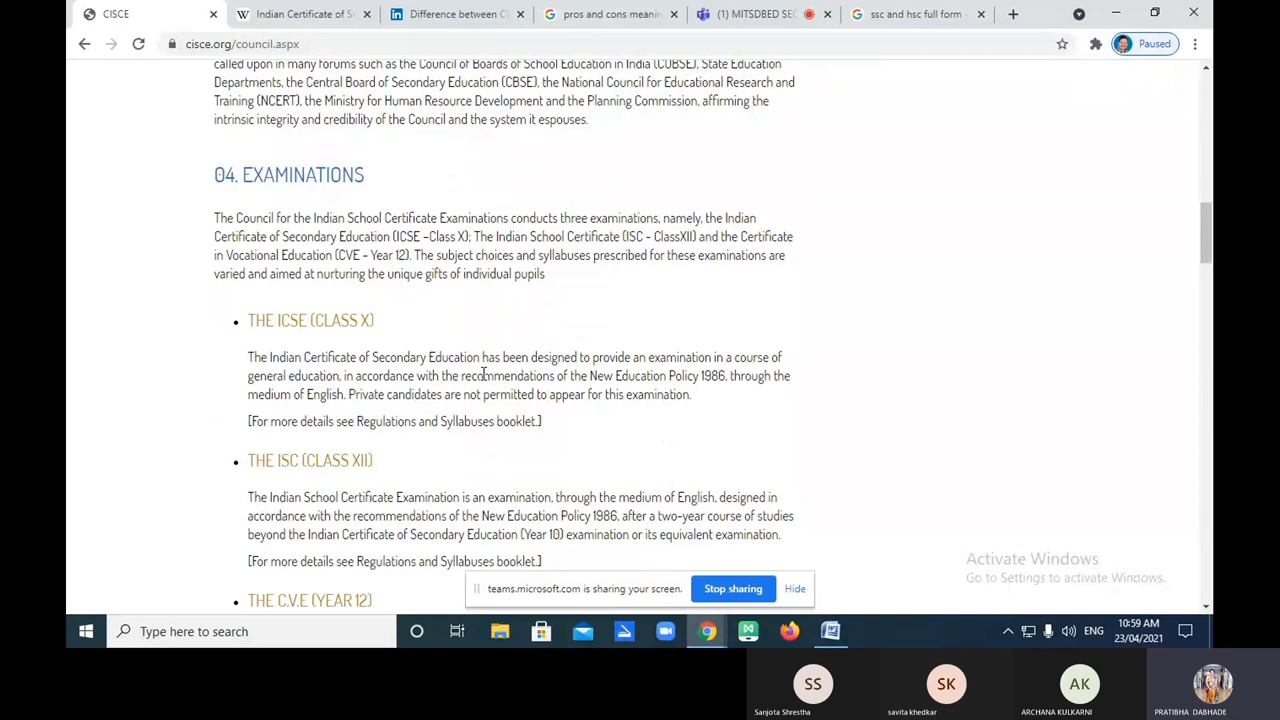 CISCE
Indian Certificate of S
Difference between C
pros and cons meanin
(1) MITSDBED SEC
ssc and hsc full form -
cisce.org/council.aspx
Paused
called upon in many forums such as the Council of Boards of School Education in India (COBSE), State Education
Departments, the Central Board of Secondary Education (CBSE), the National Council for Educational Research and
Training (NCERT), the Ministry for Human Resource Development and the Planning Commission, affirming the
intrinsic integrity and credibility of the Council and the system it espouses.
04. EXAMINATIONS
The Council for the Indian School Certificate Examinations conducts three examinations, namely, the Indian
Certificate of Secondary Education (ICSE –Class X); The Indian School Certificate (ISC - ClassXII) and the Certificate
in Vocational Education (CVE - Year 12). The subject choices and syllabuses prescribed for these examinations are
varied and aimed at nurturing the unique gifts of individual pupils
• THE ICSE (CLASS X)
The Indian Certificate of Secondary Education has been designed to provide an examination in a course of
general education, in accordance with the recommendations of the New Education Policy 1986, through the
medium of English. Private candidates are not permitted to appear for this examination.
[For more details see Regulations and Syllabuses booklet.]
• THE ISC (CLASS XII)
The Indian School Certificate Examination is an examination, through the medium of English, designed in
accordance with the recommendations of the New Education Policy 1986, after a two-year course of studies
beyond the Indian Certificate of Secondary Education (Year 10) examination or its equivalent examination.
[For more details see Regulations and Syllabuses booklet.]
• THE C.V.E (YEAR 12)
Activate Windows
Go to Settings to activate Windows.
teams.microsoft.com is sharing your screen.
Stop sharing
Hide
Type here to search
ENG
10:59 AM
23/04/2021
SS
SK
AK
Sanjota Shrestha
savita khedkar
ARCHANA KULKARNI
PRATIBHA DABHADE